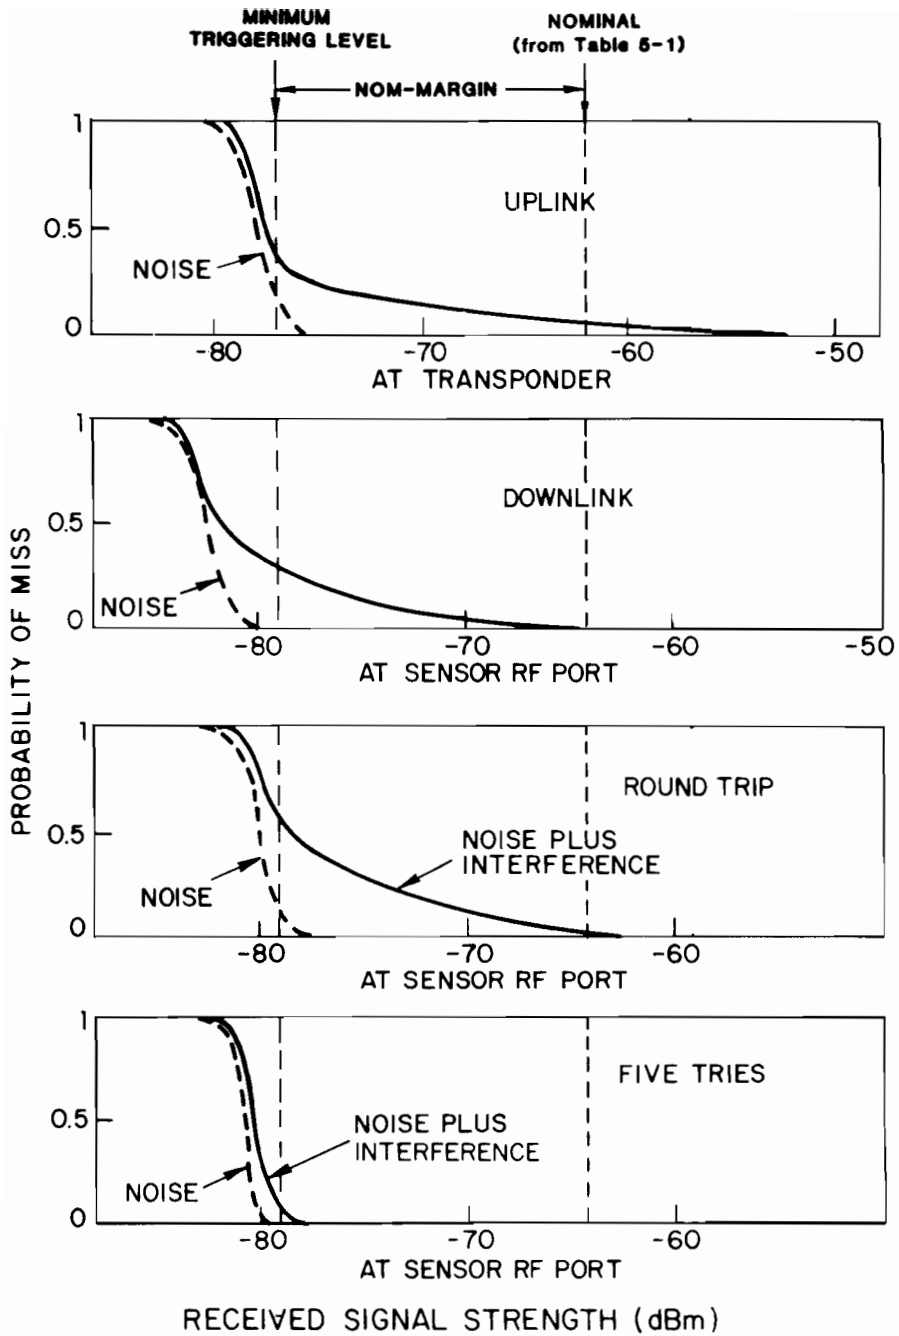 MINIMUM
TRIGGERING LEVEL
NOMINAL
(from Table 5-1)
NOM-MARGIN
1
UPLINK
0.5
NOISE
0
-80
-70
-60
-50
AT TRANSPONDER
1
DOWNLINK
0.5
NOISE
0
-80
-70
-60
-50
AT SENSOR RF PORT
PROBABILITY OF MISS
1
ROUND TRIP
0.5
NOISE PLUS
INTERFERENCE
NOISE
0
-80
-70
-60
AT SENSOR RF PORT
1
FIVE TRIES
0.5
NOISE PLUS
INTERFERENCE
NOISE
0
-80
-70
-60
AT SENSOR RF PORT
RECEIVED SIGNAL STRENGTH (dBm)